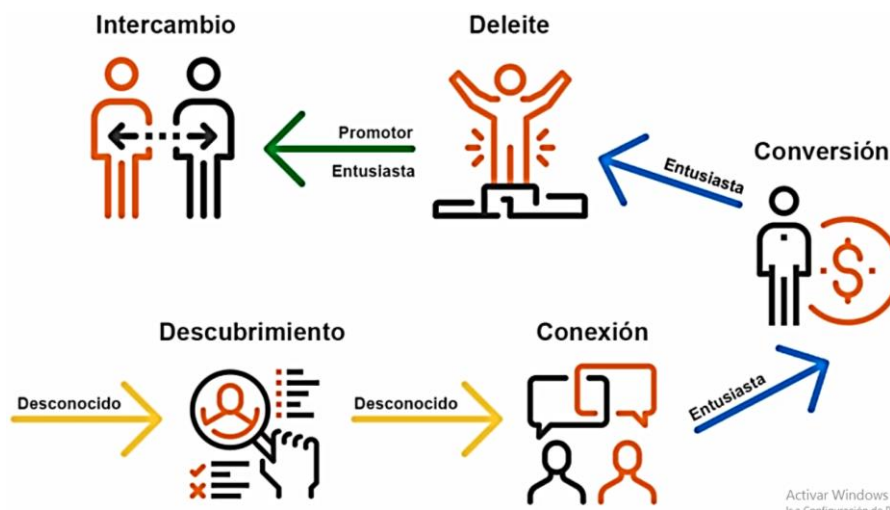 Intercambio
Deleite
Promotor
Entusiasta
Entusiasta
Conversión
$
Descubrimiento
Conexión
Desconocido
Desconocido
Entusiasta
Activar Windows